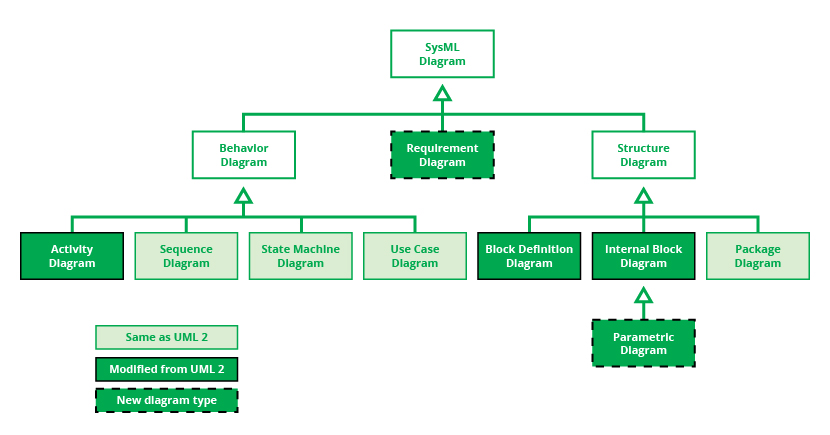 SysML
Diagram
Behavior
Diagram
Requirement
Diagram
Structure
Diagram
Activity
Diagram
Sequence
Diagram
State Machine
Diagram
Use Case
Diagram
Block Definition
Diagram
Internal Block
Diagram
Package
Diagram
Parametric
Diagram
Same as UML 2
Modified from UML 2
New diagram type